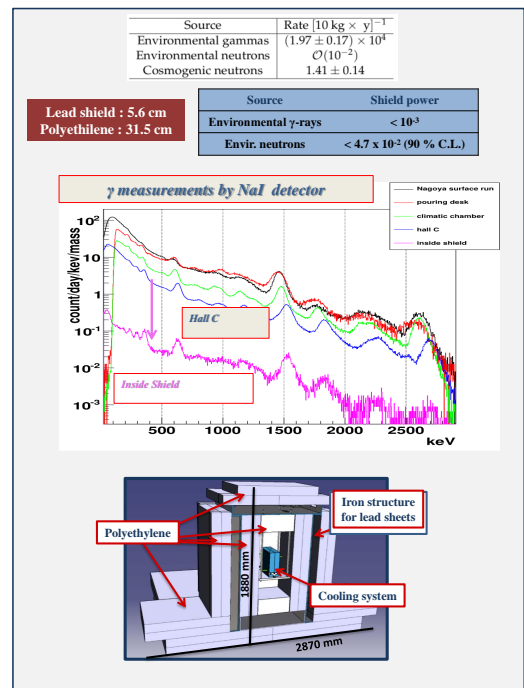 Source Rate [10 kg × y]⁻¹
Environmental gammas (1.97 ± 0.17) × 10⁴
Environmental neutrons O(10⁻²)
Cosmogenic neutrons 1.41 ± 0.14
Lead shield : 5.6 cm
Polyethilene : 31.5 cm
Source Shield power
Environmental γ-rays < 10⁻³
Envir. neutrons < 4.7 x 10⁻² (90 % C.L.)
γ measurements by NaI detector
Nagoya surface run
pouring desk
climatic chamber
hall C
inside shield
count/day/kev/mass
10²
10
1
10⁻¹
10⁻²
10⁻³
Hall C
Inside Shield
500 1000 1500 2000 2500
keV
Polyethylene
Iron structure
for lead sheets
1880 mm
Cooling system
2870 mm